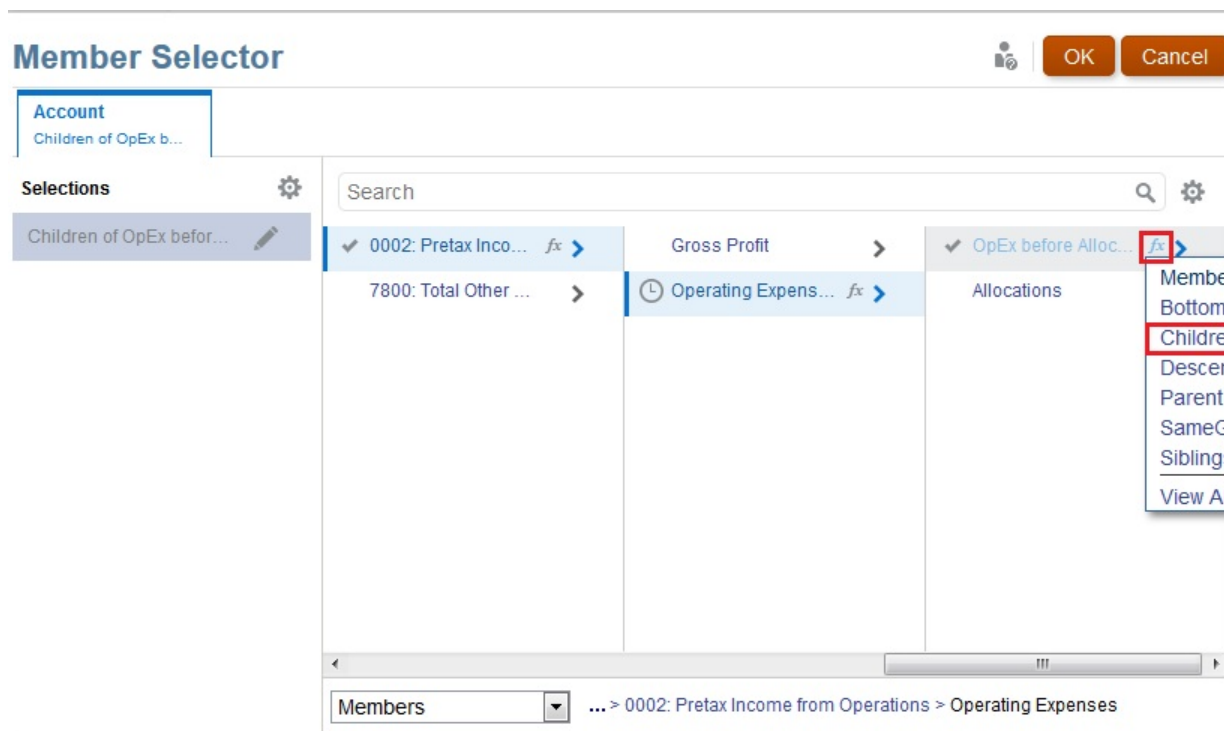 Member Selector
OK
Cancel
Account
Children of OpEx b...
Selections
Search
Children of OpEx befor...
0002: Pretax Inco... fx
Gross Profit
OpEx before Alloc... fx
7800: Total Other ...
Operating Expens... fx
Allocations
Membe
Bottom
Childre
Descen
Parent
SameG
Sibling
View A
Members
... > 0002: Pretax Income from Operations > Operating Expenses